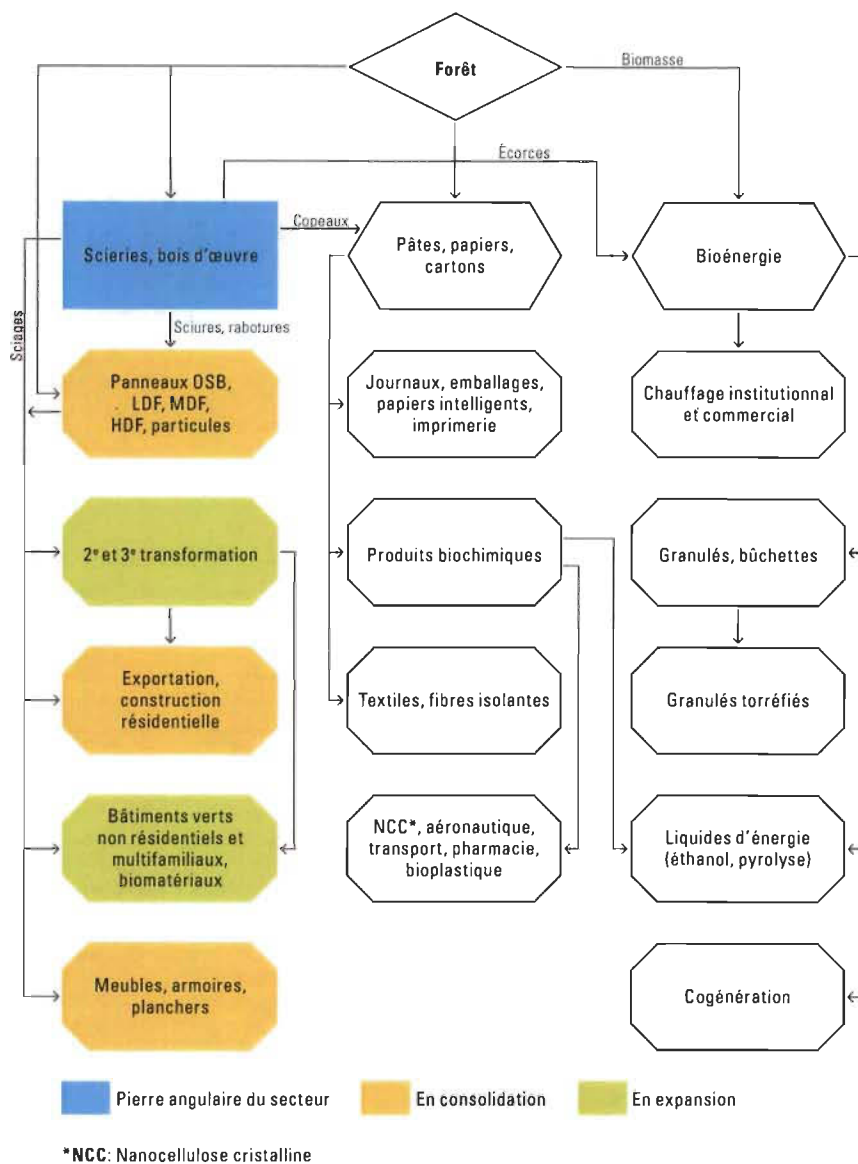 Forêt
Biomasse
Écorces
Copeaux
Scieries, bois d'œuvre
Pâtes, papiers,
cartons
Bioénergie
Sciages
Sciures, rabotures
Panneaux OSB,
LDF, MDF,
HDF, particules
Journaux, emballages,
papiers intelligents,
imprimerie
Chauffage institutionnal
et commercial
2e et 3e transformation
Produits biochimiques
Granulés, bûchettes
Exportation,
construction
résidentielle
Textiles, fibres isolantes
Granulés torréfiés
Bâtiments verts
non résidentiels et
multifamiliaux,
biomatériaux
NCC*, aéronautique,
transport, pharmacie,
bioplastique
Liquides d'énergie
(éthanol, pyrolyse)
Meubles, armoires,
planchers
Cogénération
Pierre angulaire du secteur
En consolidation
En expansion
*NCC: Nanocellulose cristalline